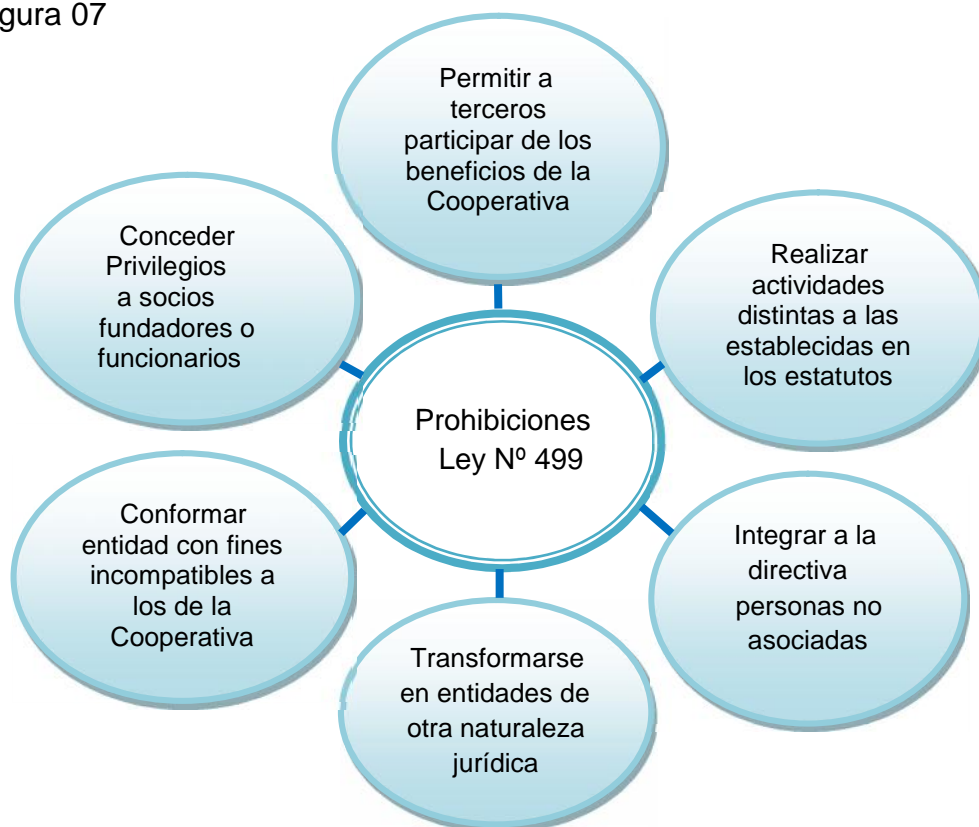 gura 07
Permitir a
terceros
participar de los
beneficios de la
Cooperativa
Conceder
Privilegios
a socios
fundadores o
funcionarios
Realizar
actividades
distintas a las
establecidas en
los estatutos
Prohibiciones
Ley Nº 499
Conformar
entidad con fines
incompatibles a
los de la
Cooperativa
Integrar a la
directiva
personas no
asociadas
Transformarse
en entidades de
otra naturaleza
jurídica